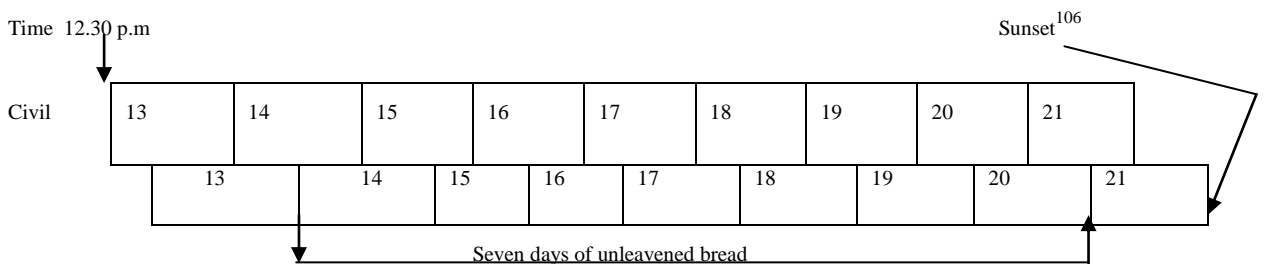 Time 12.30 p.m Sunset106
Civil 13 14 15 16 17 18 19 20 21
13 14 15 16 17 18 19 20 21
Seven days of unleavened bread